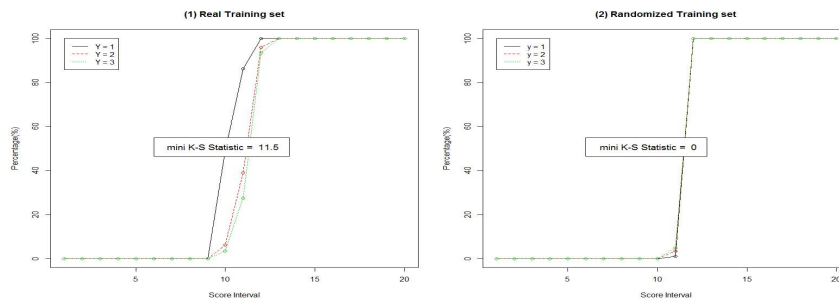 (1) Real Training set
Percentage(%)
100
80
60
40
20
0
Y = 1
Y = 2
Y = 3
mini K-S Statistic = 11.5
5
10
15
20
Score Interval
(2) Randomized Training set
Percentage(%)
100
80
60
40
20
0
y = 1
y = 2
y = 3
mini K-S Statistic = 0
5
10
15
20
Score Interval